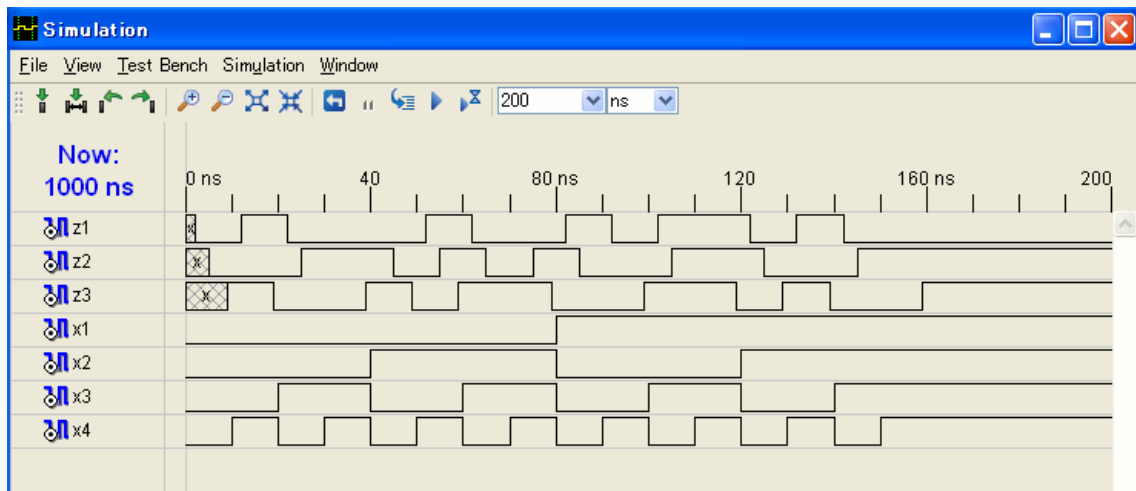 Simulation
File View Test Bench Simulation Window
200 ns
Now:
1000 ns
0 ns 40 80 ns 120 160 ns 200
z1 x
z2 x
z3 x
x1
x2
x3
x4